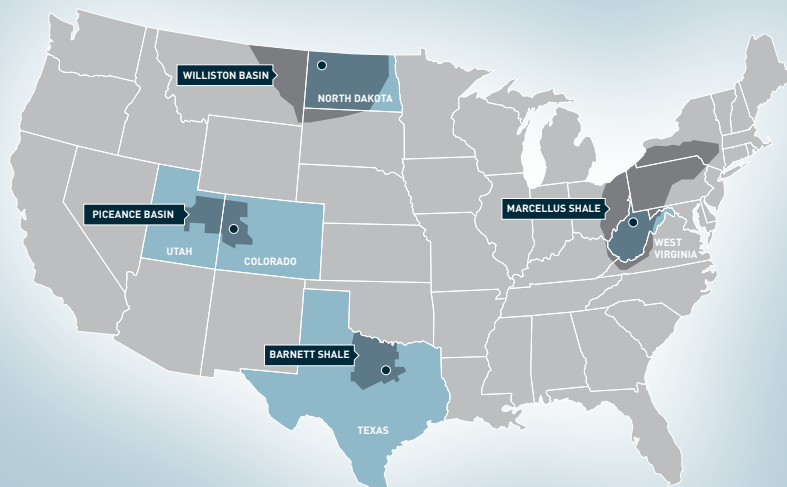 WILLISTON BASIN
NORTH DAKOTA
PICEANCE BASIN
MARCELLUS SHALE
UTAH
COLORADO
WEST
VIRGINIA
BARNETT SHALE
TEXAS